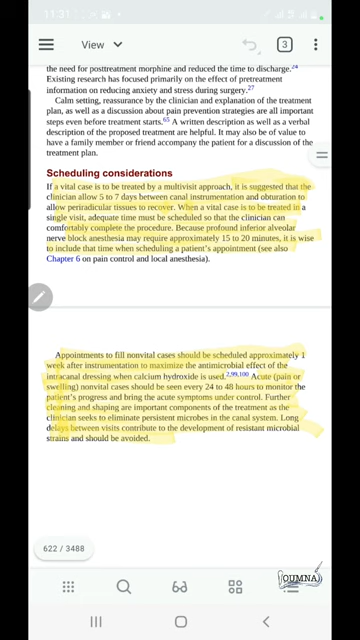 11:31
View
3
the need for posttreatment morphine and reduced the time to discharge.24
Existing research has focused primarily on the effect of pretreatment
information on reducing anxiety and stress during surgery.27
Calm setting, reassurance by the clinician and explanation of the treatment
plan, as well as a discussion about pain prevention strategies are all important
steps even before treatment starts.65 A written description as well as a verbal
description of the proposed treatment are helpful. It may also be of value to
have a family member or friend accompany the patient for a discussion of the
treatment plan.
Scheduling considerations
If a vital case is to be treated by a multivisit approach, it is suggested that the
clinician allow 5 to 7 days between canal instrumentation and obturation to
allow periradicular tissues to recover. When a vital case is to be treated in a
single visit, adequate time must be scheduled so that the clinician can
comfortably complete the procedure. Because profound inferior alveolar
nerve block anesthesia may require approximately 15 to 20 minutes, it is wise
to include that time when scheduling a patient's appointment (see also
Chapter 6 on pain control and local anesthesia).
Appointments to fill nonvital cases should be scheduled approximately 1
week after instrumentation to maximize the antimicrobial effect of the
intracanal dressing when calcium hydroxide is used.2,99,100 Acute (pain or
swelling) nonvital cases should be seen every 24 to 48 hours to monitor the
patient's progress and bring the acute symptoms under control. Further
cleaning and shaping are important components of the treatment as the
clinician seeks to eliminate persistent microbes in the canal system. Long
delays between visits contribute to the development of resistant microbial
strains and should be avoided.
622 / 3488
OUMNA